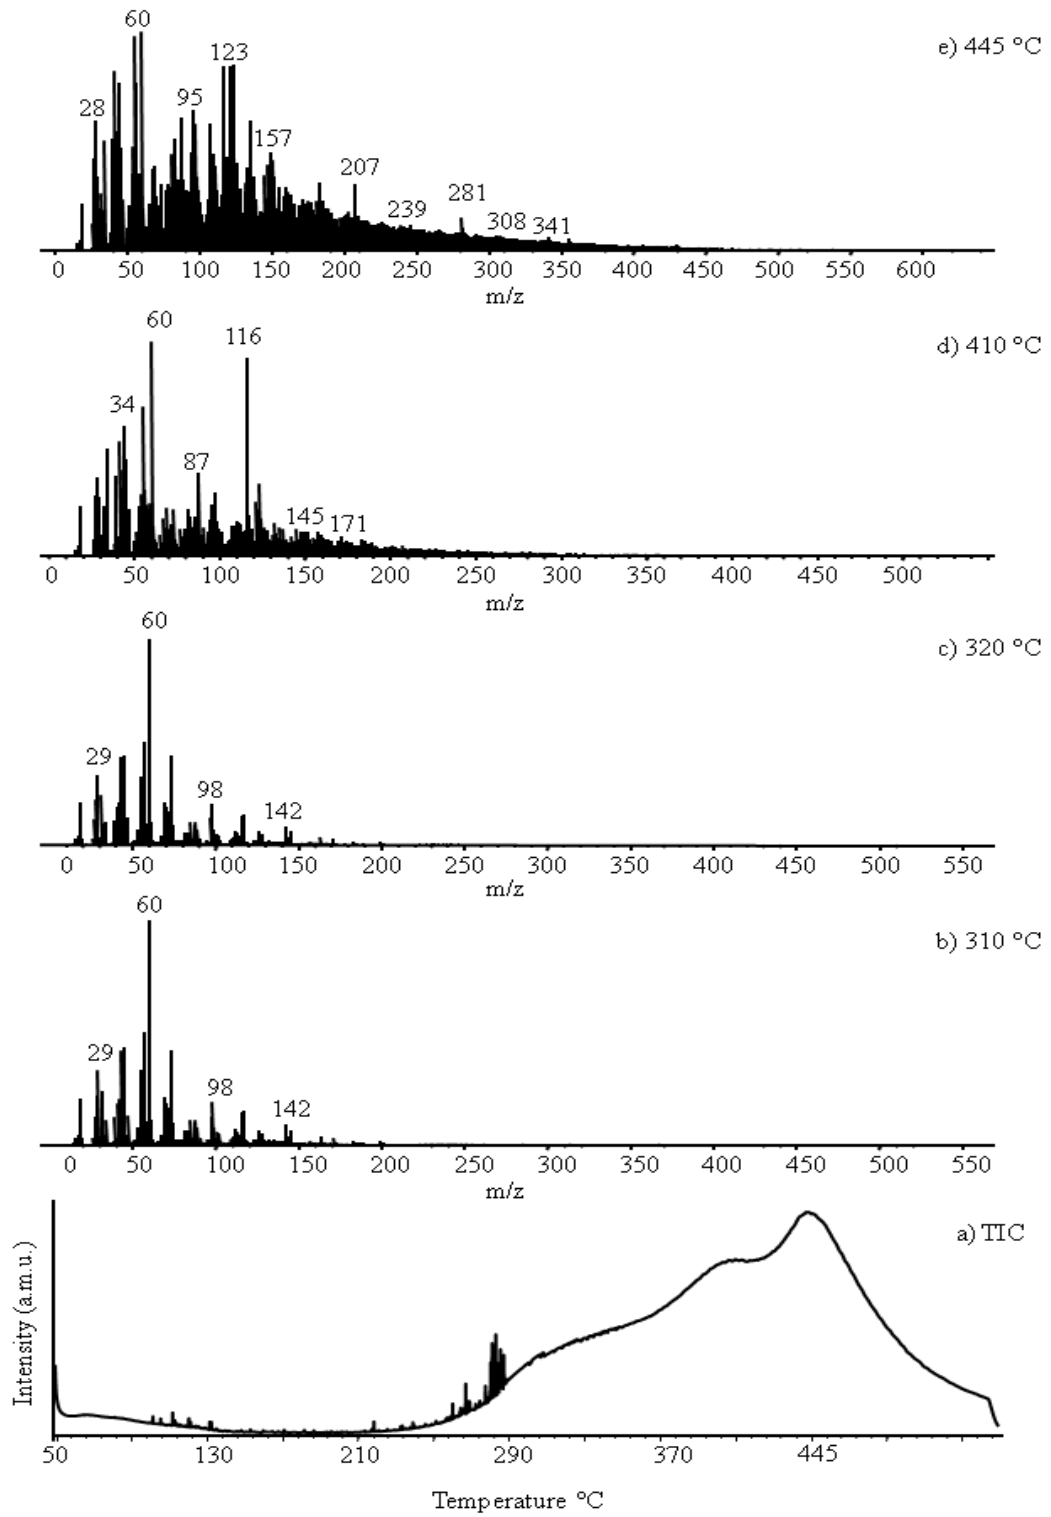 60
e) 445 °C
123
28
95
157
207
281
239
308
341
0 50 100 150 200 250 300 350 400 450 500 550 600
m/z
60
116
d) 410 °C
34
87
145
171
0 50 100 150 200 250 300 350 400 450 500
m/z
60
c) 320 °C
29
98
142
0 50 100 150 200 250 300 350 400 450 500 550
m/z
60
b) 310 °C
29
98
142
0 50 100 150 200 250 300 350 400 450 500 550
m/z
a) TIC
Intensity (a.m.u.)
50 130 210 290 370 445
Temperature °C